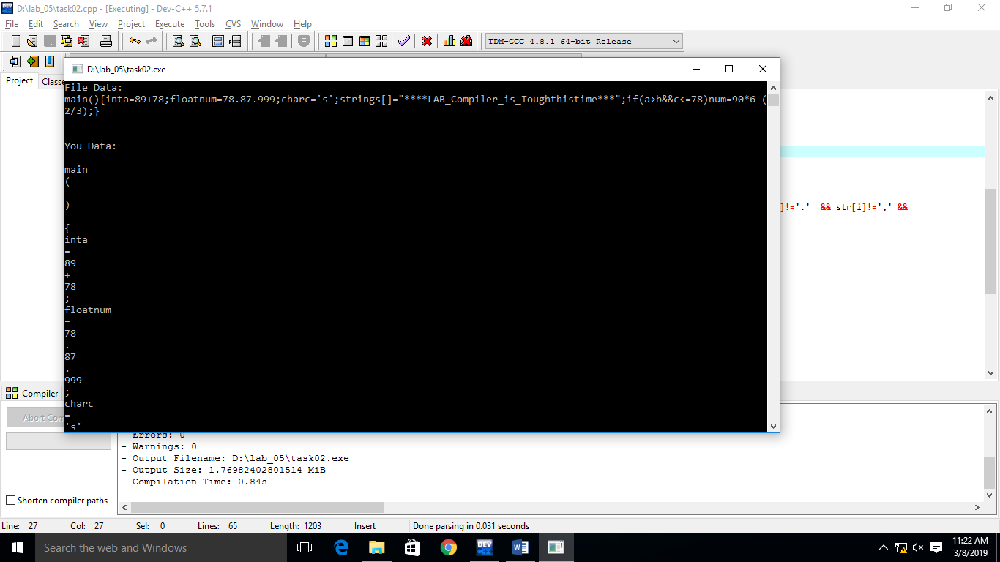 D:\lab_05\task02.cpp - [Executing] - Dev-C++ 5.7.1
File Edit Search View Project Execute Tools CVS Window Help
TDM-GCC 4.8.1 64-bit Release
Project
D:\lab_05\task02.exe
File Data:
main(){inta=89+78;floatnum=78.87.999;charc='s';strings[]="****LAB_Compiler_is_Toughthistime***";if(a>b&&c<=78)num=90*6-(
2/3);}
You Data:
main
(
)
{
inta
=
89
+
78
;
floatnum
=
78
.
87
.
999
;
charc
=
's'
]!='.' && str[i]!=',' &&
Compiler
- Errors: 0
- Warnings: 0
- Output Filename: D:\lab_05\task02.exe
- Output Size: 1.76982402801514 MiB
- Compilation Time: 0.84s
Shorten compiler paths
Line: 27 Col: 27 Sel: 0 Lines: 65 Length: 1203 Insert Done parsing in 0.031 seconds
Search the web and Windows
DEV
11:22 AM
3/8/2019